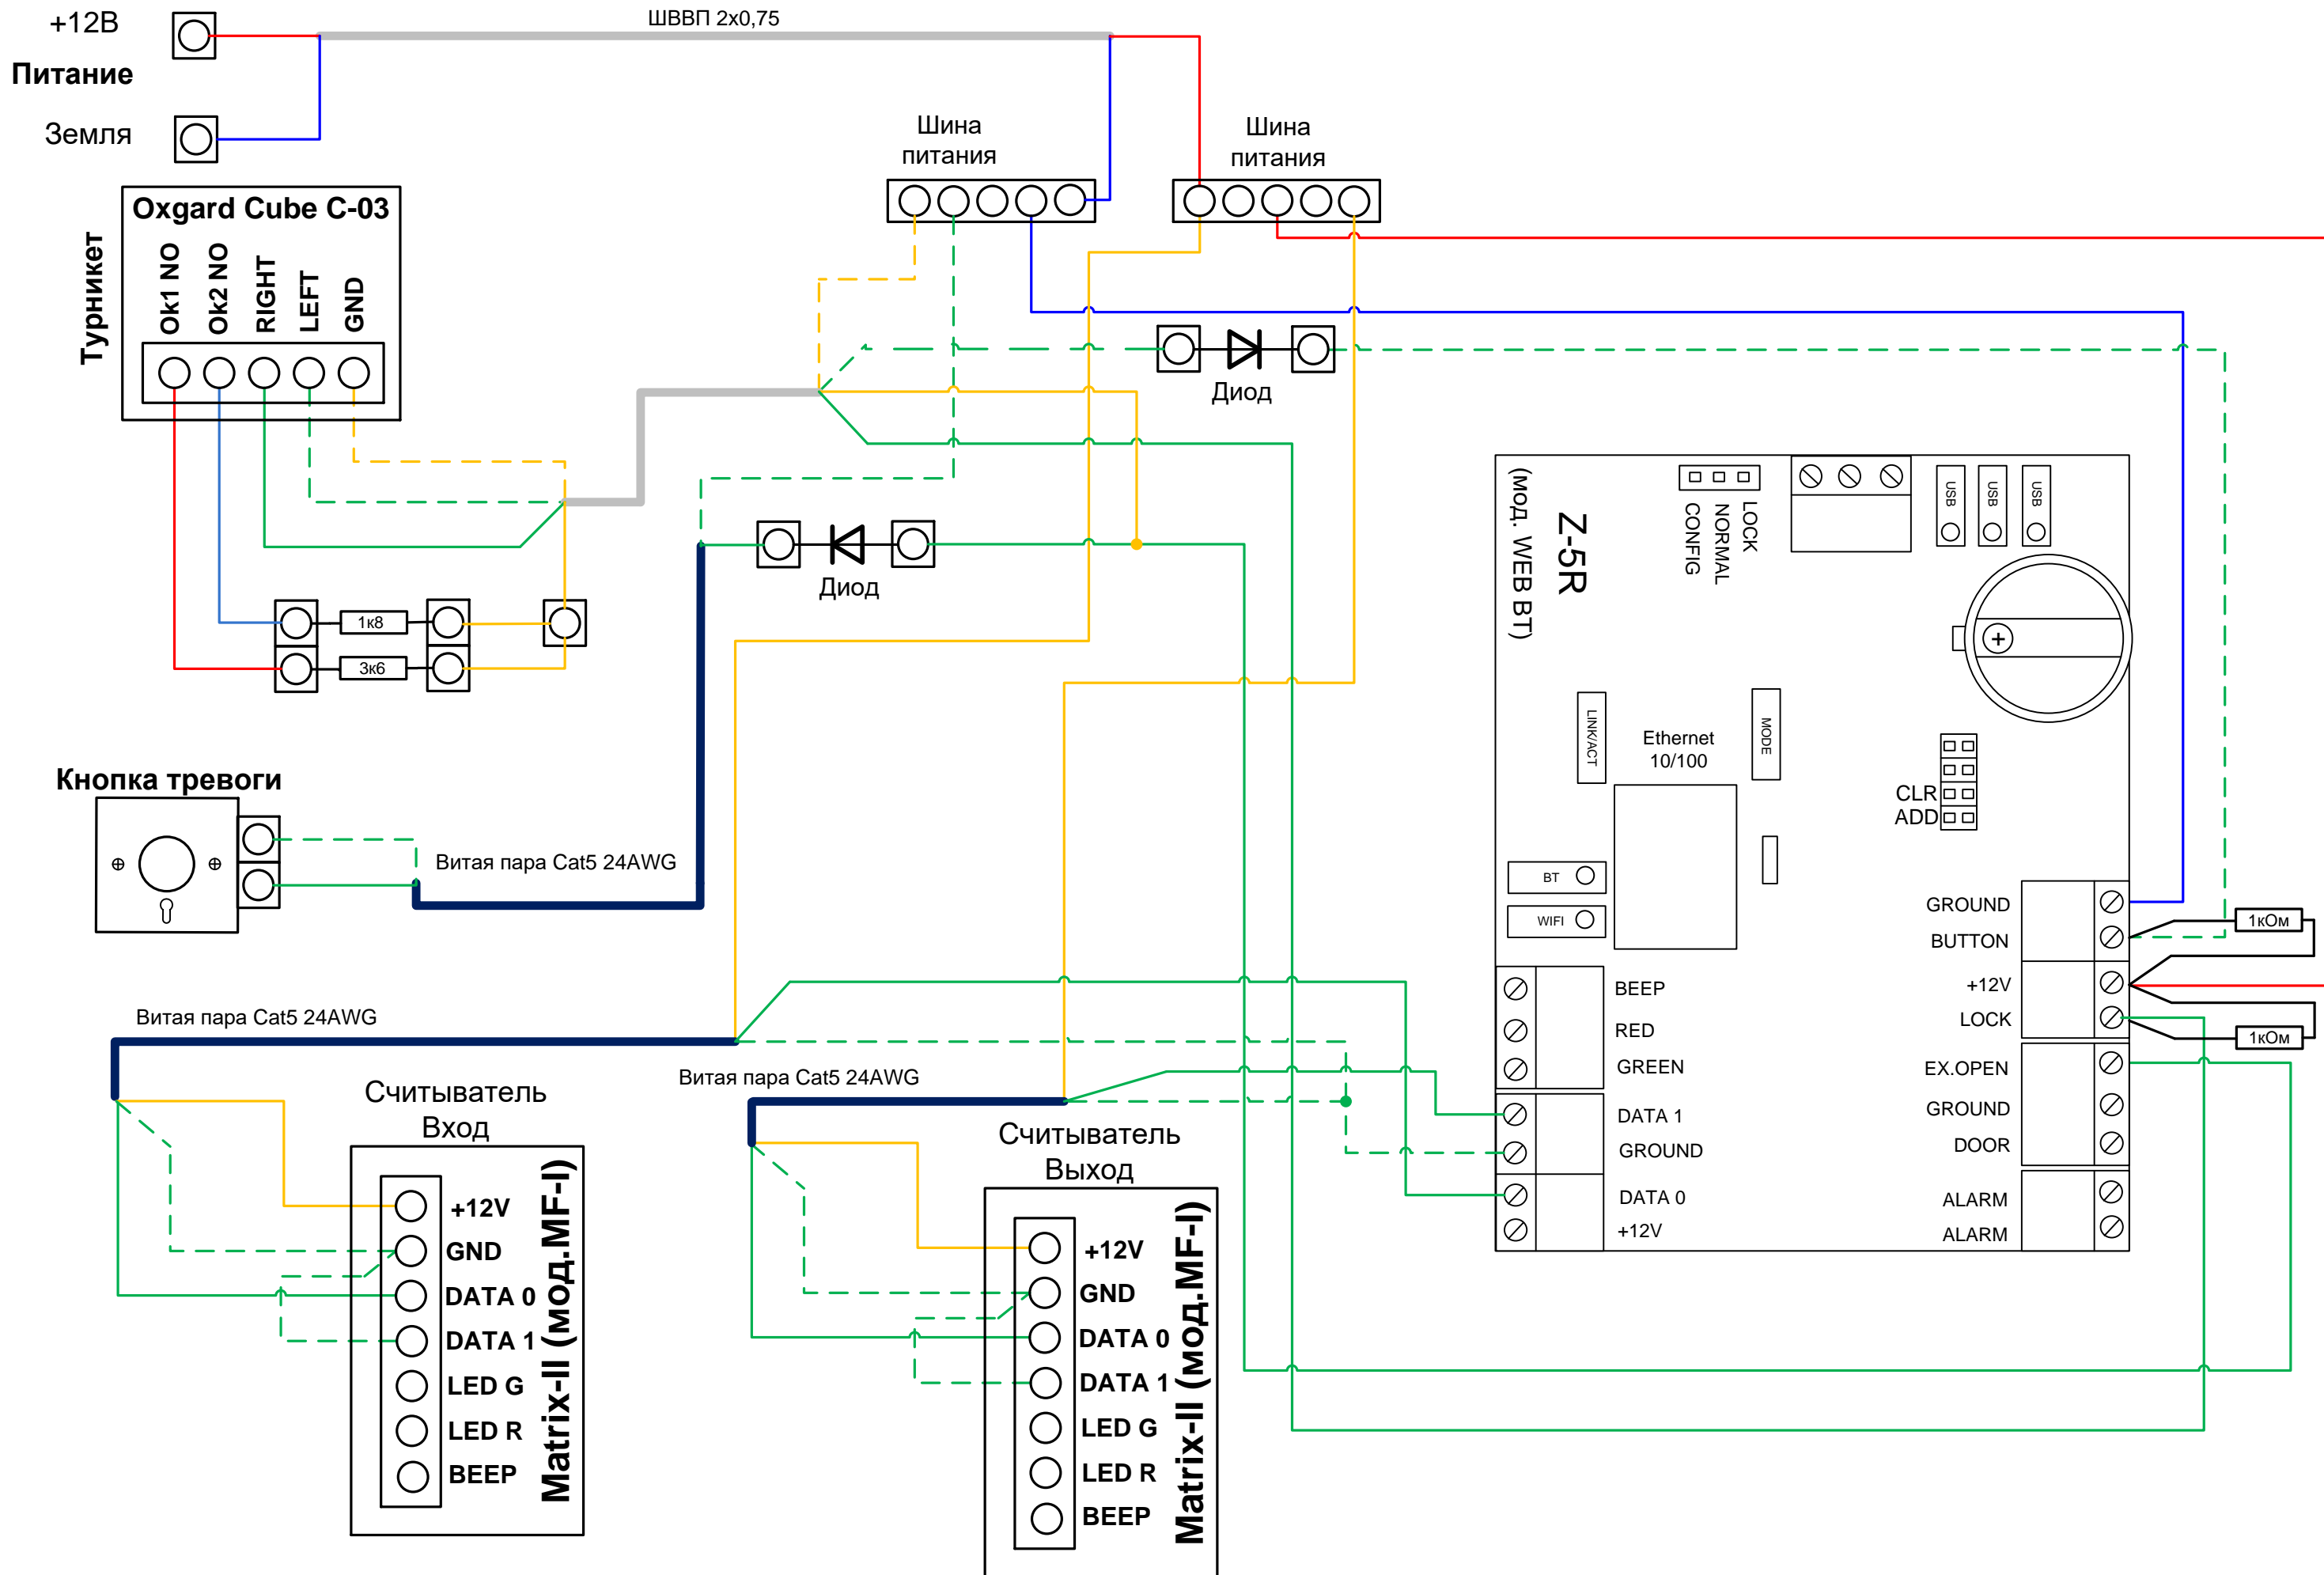 +12В
ШВВП 2x0,75
Питание
Земля
Шина
питания
Шина
питания
Турникет
Oxgard Cube C-03
Ok1 NO
Ok2 NO
RIGHT
LEFT
GND
Диод
Диод
1к8
3к6
Кнопка тревоги
Витая пара Cat5 24AWG
Витая пара Cat5 24AWG
Витая пара Cat5 24AWG
Считыватель
Вход
+12V
GND
DATA 0
DATA 1
LED G
LED R
BEEP
Matrix-II (мод.MF-I)
Считыватель
Выход
+12V
GND
DATA 0
DATA 1
LED G
LED R
BEEP
Matrix-II (мод.MF-I)
Z-5R
(мод. WEB BT)
LOCK
NORMAL
CONFIG
USB
USB
USB
LINK/ACT
Ethernet
10/100
MODE
CLR
ADD
BT
WIFI
BEEP
RED
GREEN
DATA 1
GROUND
DATA 0
+12V
GROUND
BUTTON
+12V
LOCK
EX.OPEN
GROUND
DOOR
ALARM
ALARM
1кОм
1кОм